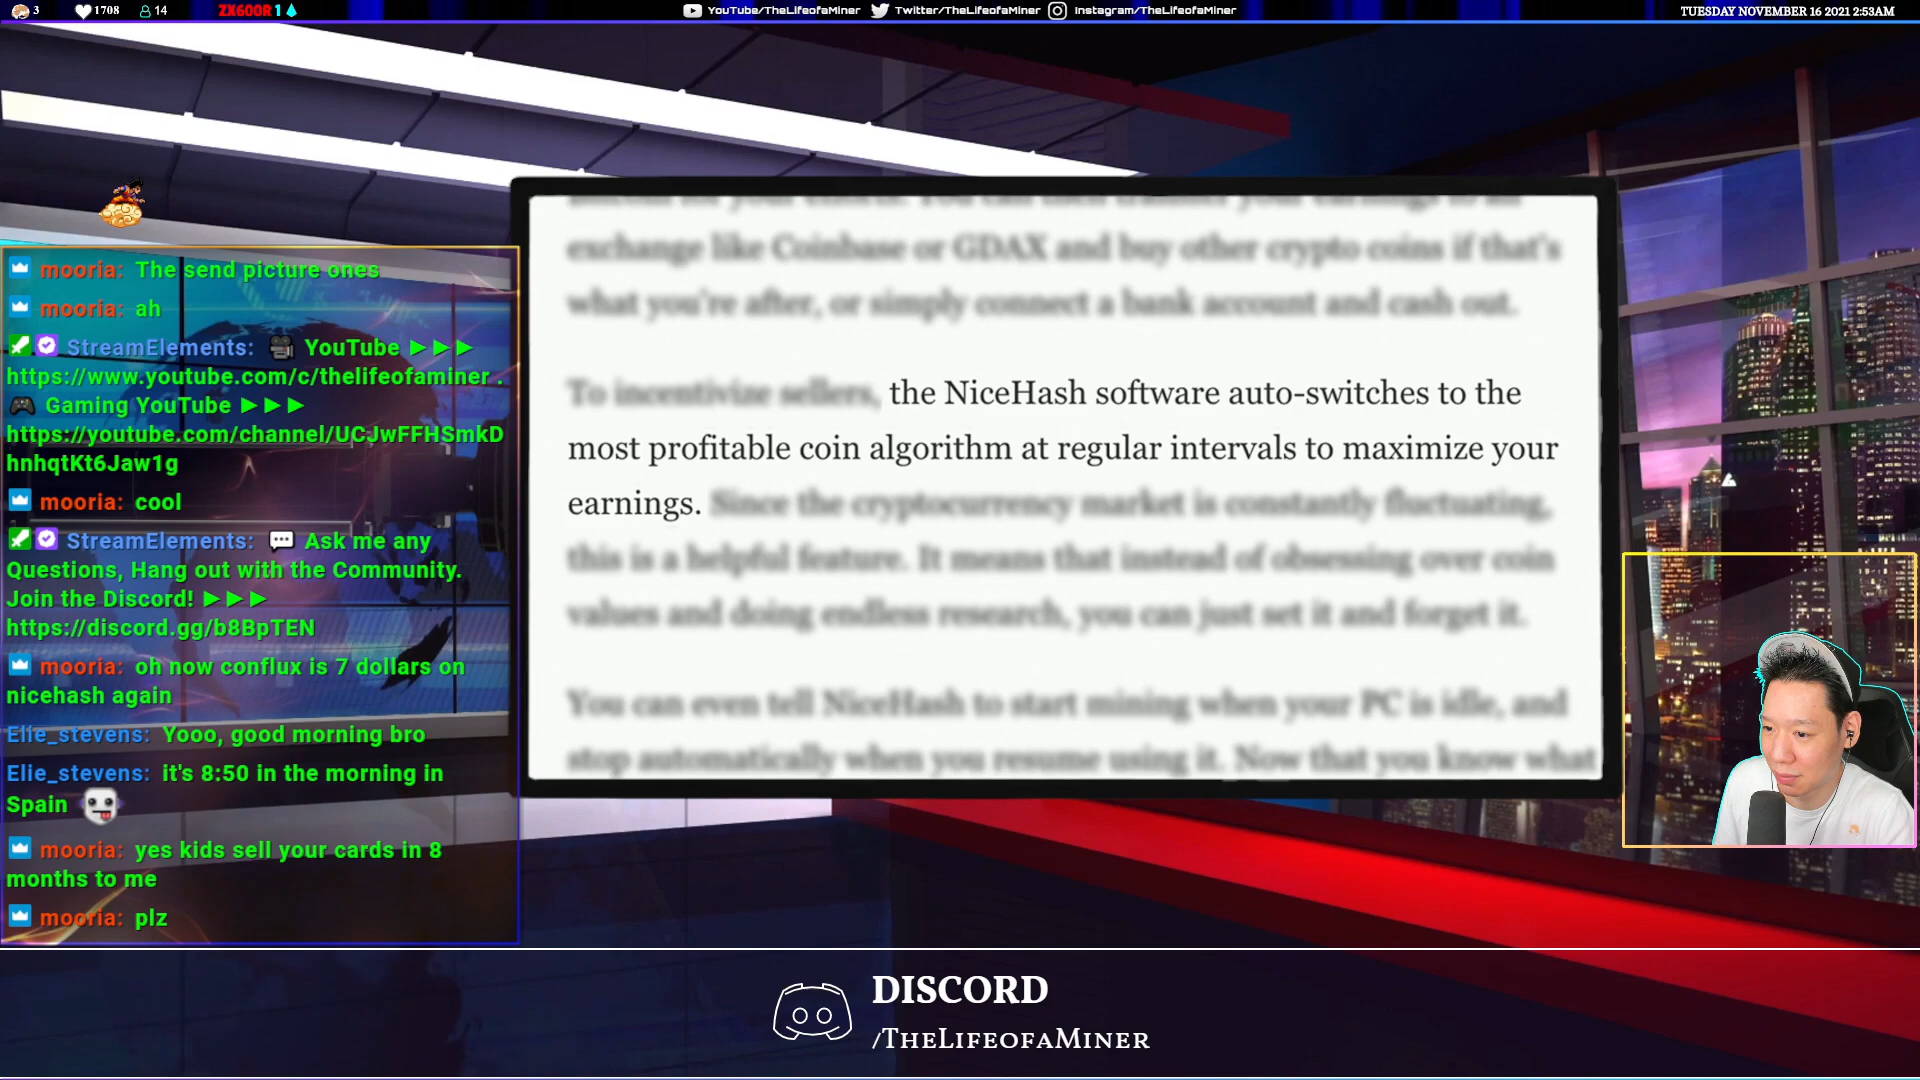 3 1708 14 ZX600R 1
YouTube/TheLifeofaMiner Twitter/TheLifeofaMiner Instagram/TheLifeofaMiner
TUESDAY NOVEMBER 16 2021 2:53AM
mooria: The send picture ones
mooria: ah
StreamElements: YouTube ►►►
https://www.youtube.com/c/thelifeofaminer .
Gaming YouTube ►►►
https://youtube.com/channel/UCJwFFHSmkD
hnhqtKt6Jaw1g
mooria: cool
StreamElements: Ask me any
Questions, Hang out with the Community.
Join the Discord! ►►►
https://discord.gg/b8BpTEN
mooria: oh now conflux is 7 dollars on
nicehash again
Elie_stevens: Yooo, good morning bro
Elie_stevens: it's 8:50 in the morning in
Spain
mooria: yes kids sell your cards in 8
months to me
mooria: plz
exchange like Coinbase or GDAX and buy other crypto coins if that's
what you're after, or simply connect a bank account and cash out.
To incentivize sellers, the NiceHash software auto-switches to the
most profitable coin algorithm at regular intervals to maximize your
earnings. Since the cryptocurrency market is constantly fluctuating,
this is a helpful feature. It means that instead of obsessing over coin
values and doing endless research, you can just set it and forget it.
You can even tell NiceHash to start mining when your PC is idle, and
stop automatically when you resume using it. Now that you know what
DISCORD
/THELIFEOFAMINER